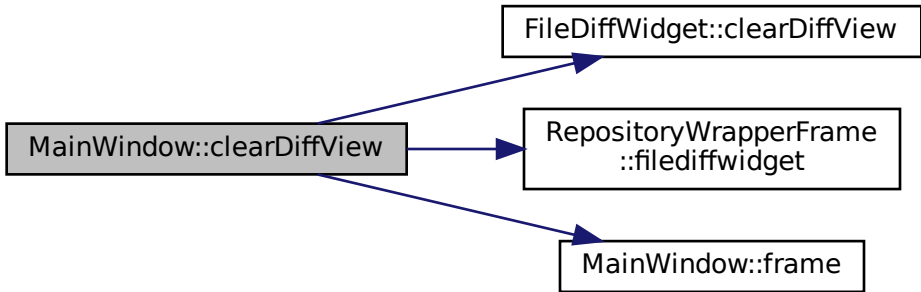 FileDiffWidget::clearDiffView
MainWindow::clearDiffView
RepositoryWrapperFrame
::filediffwidget
MainWindow::frame